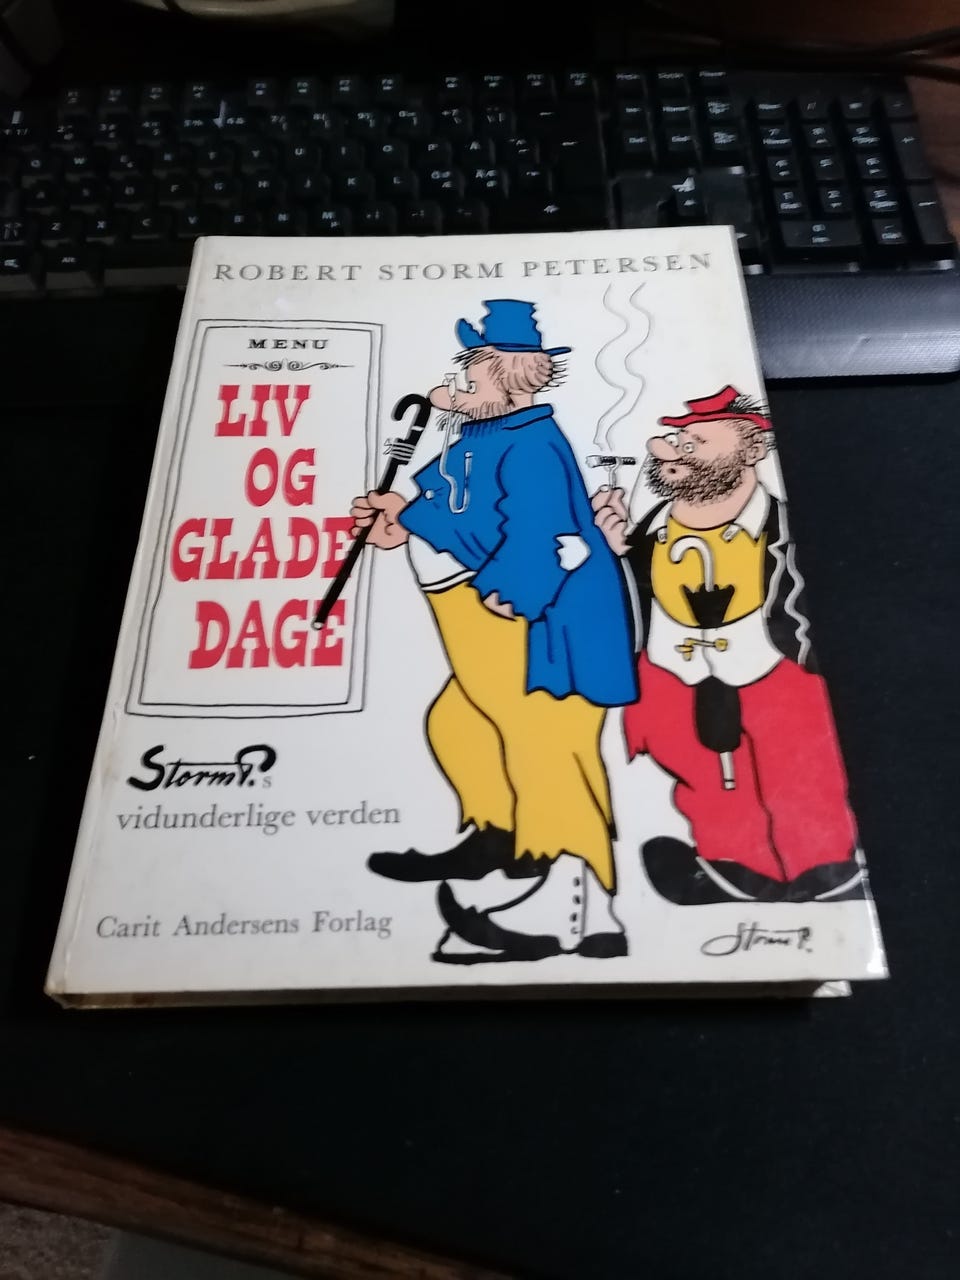 ROBERT STORM PETERSEN
MENU
LIV
OG
GLADE
DAGE
Storm P.s
vidunderlige verden
Carit Andersens Forlag
Storm P.